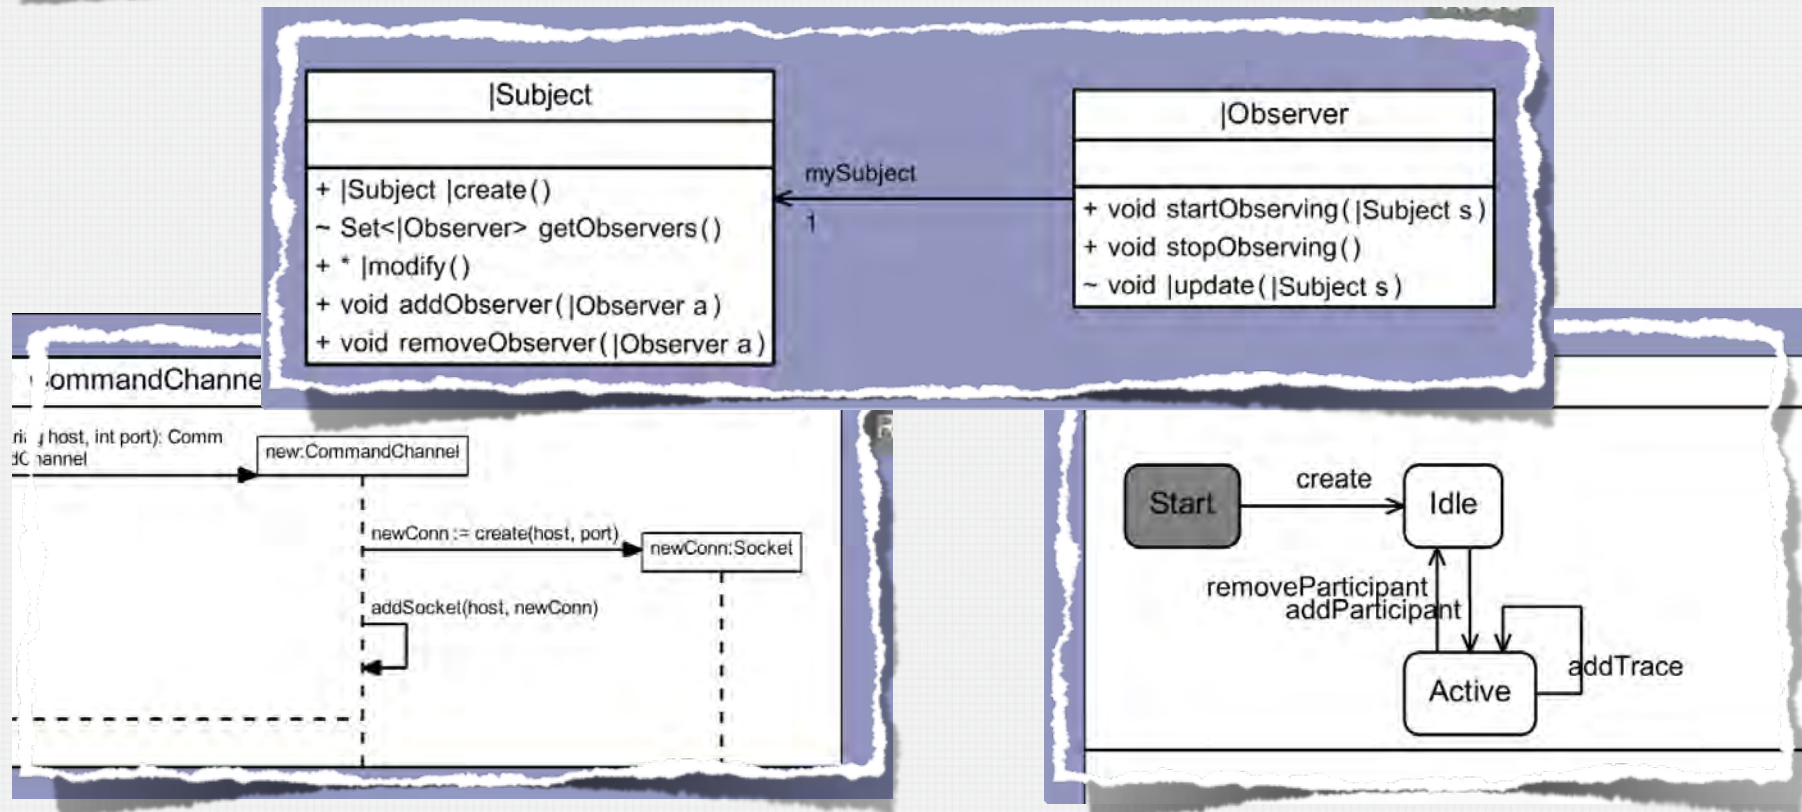 |Subject
+ |Subject |create()
~ Set<|Observer> getObservers()
+ * |modify()
+ void addObserver(|Observer a)
+ void removeObserver(|Observer a)
mySubject
1
|Observer
+ void startObserving(|Subject s)
+ void stopObserving()
~ void |update(|Subject s)
ommandChanne
host, int port): Comm
new:CommandChannel
newConn := create(host, port)
newConn:Socket
addSocket(host, newConn)
Start
create
Idle
removeParticipant
addParticipant
Active
addTrace